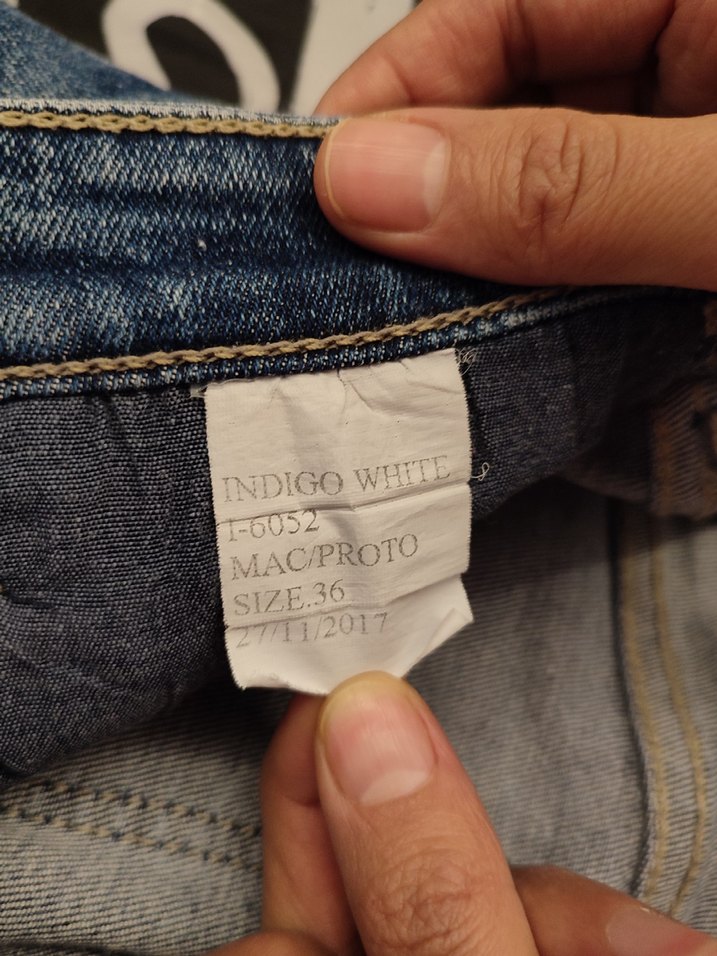 INDIGO WHITE
I-6052
MAC/PROTO
SIZE.36
27/11/2017